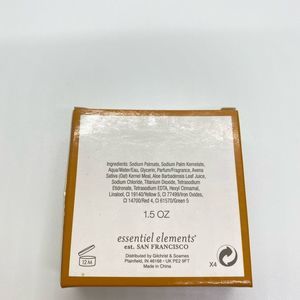 Ingredients: Sodium Palmate, Sodium Palm Kernelate,
Aqua/Water/Eau, Glycerin, Parfum/Fragrance, Avena
Sativa (Oat) Kernel Meal, Aloe Barbadensis Leaf Juice,
Sodium Chloride, Titanium Dioxide, Tetrasodium
Etidronate, Tetrasodium EDTA, Hexyl Cinnamal,
Linalool, CI 19140/Yellow 5, CI 77499/Iron Oxides,
CI 14700/Red 4, CI 61570/Green 5
1.5 OZ
essentiel elements®
est. SAN FRANCISCO
Distributed by Gilchrist & Soames
Plainfield, IN 46168 - UK PE2 9FT
Made in China
12 M
X4